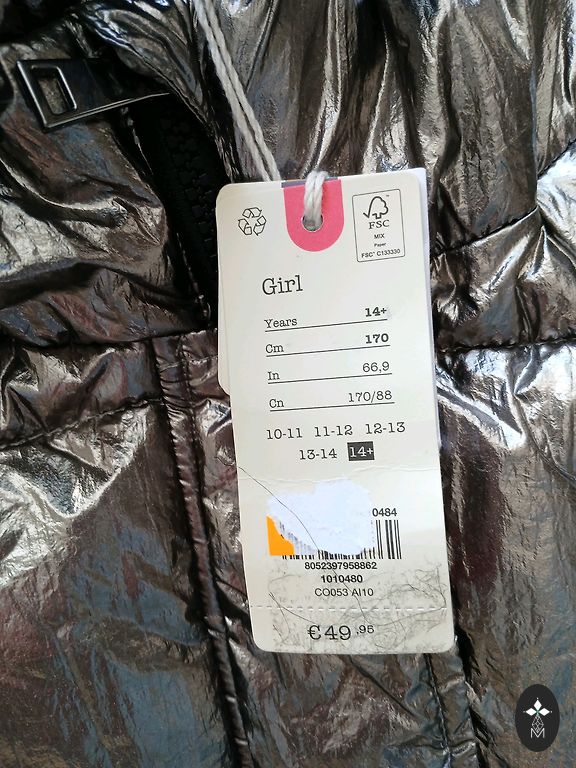 FSC
MIX
Paper
FSC® C133330
Girl
Years 14+
Cm 170
In 66,9
Cn 170/88
10-11 11-12 12-13
13-14 14+
0484
8052397958862
1010480
CO053 AI10
€49,95
M